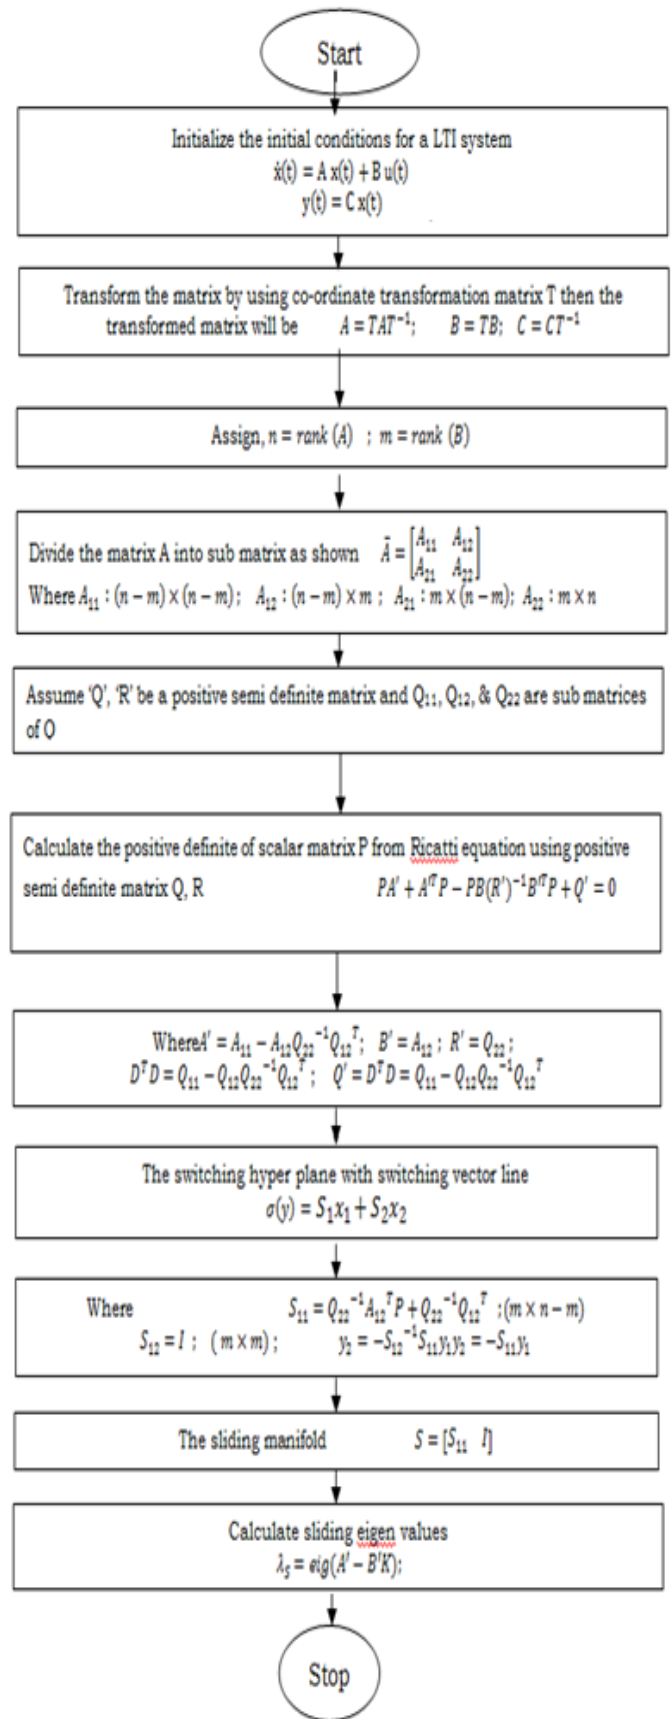 Start
Initialize the initial conditions for a LTI system
ẋ(t) = A x(t) + B u(t)
y(t) = C x(t)
Transform the matrix by using co-ordinate transformation matrix T then the
transformed matrix will be A = TAT⁻¹; B = TB; C = CT⁻¹
Assign, n = rank (A) ; m = rank (B)
Divide the matrix A into sub matrix as shown Ā = [A₁₁ A₁₂
A₂₁ A₂₂]
Where A₁₁ : (n − m) × (n − m) ; A₁₂ : (n − m) × m ; A₂₁ : m × (n − m); A₂₂ : m × n
Assume 'Q', 'R' be a positive semi definite matrix and Q₁₁, Q₁₂, & Q₂₂ are sub matrices
of Q
Calculate the positive definite of scalar matrix P from Ricatti equation using positive
semi definite matrix Q, R PA′ + A′ᵀP − PB(R′)⁻¹B′ᵀP + Q′ = 0
WhereA′ = A₁₁ − A₁₂Q₂₂⁻¹Q₁₂ᵀ; B′ = A₁₂ ; R′ = Q₂₂ ;
DᵀD = Q₁₁ − Q₁₂Q₂₂⁻¹Q₁₂ᵀ ; Q′ = DᵀD = Q₁₁ − Q₁₂Q₂₂⁻¹Q₁₂ᵀ
The switching hyper plane with switching vector line
σ(y) = S₁x₁ + S₂x₂
Where S₁₁ = Q₂₂⁻¹A₁₂ᵀP + Q₂₂⁻¹Q₁₂ᵀ ; (m × n − m)
S₁₂ = I ; ( m × m) ; y₂ = −S₁₂⁻¹S₁₁y₁y₂ = −S₁₁y₁
The sliding manifold S = [S₁₁ I]
Calculate sliding eigen values
λₛ = eig(A′ − B′K);
Stop